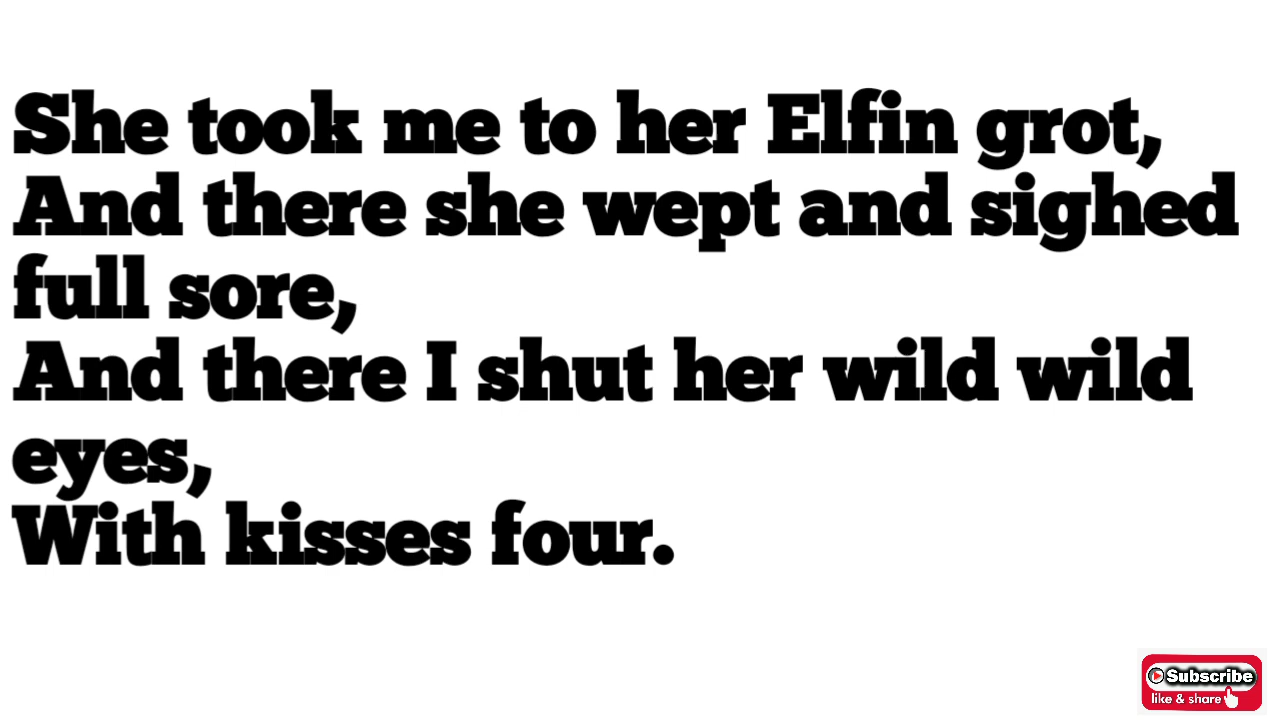 She took me to her Elfin grot,
And there she wept and sighed
full sore,
And there I shut her wild wild
eyes,
With kisses four.
Subscribe
like & share